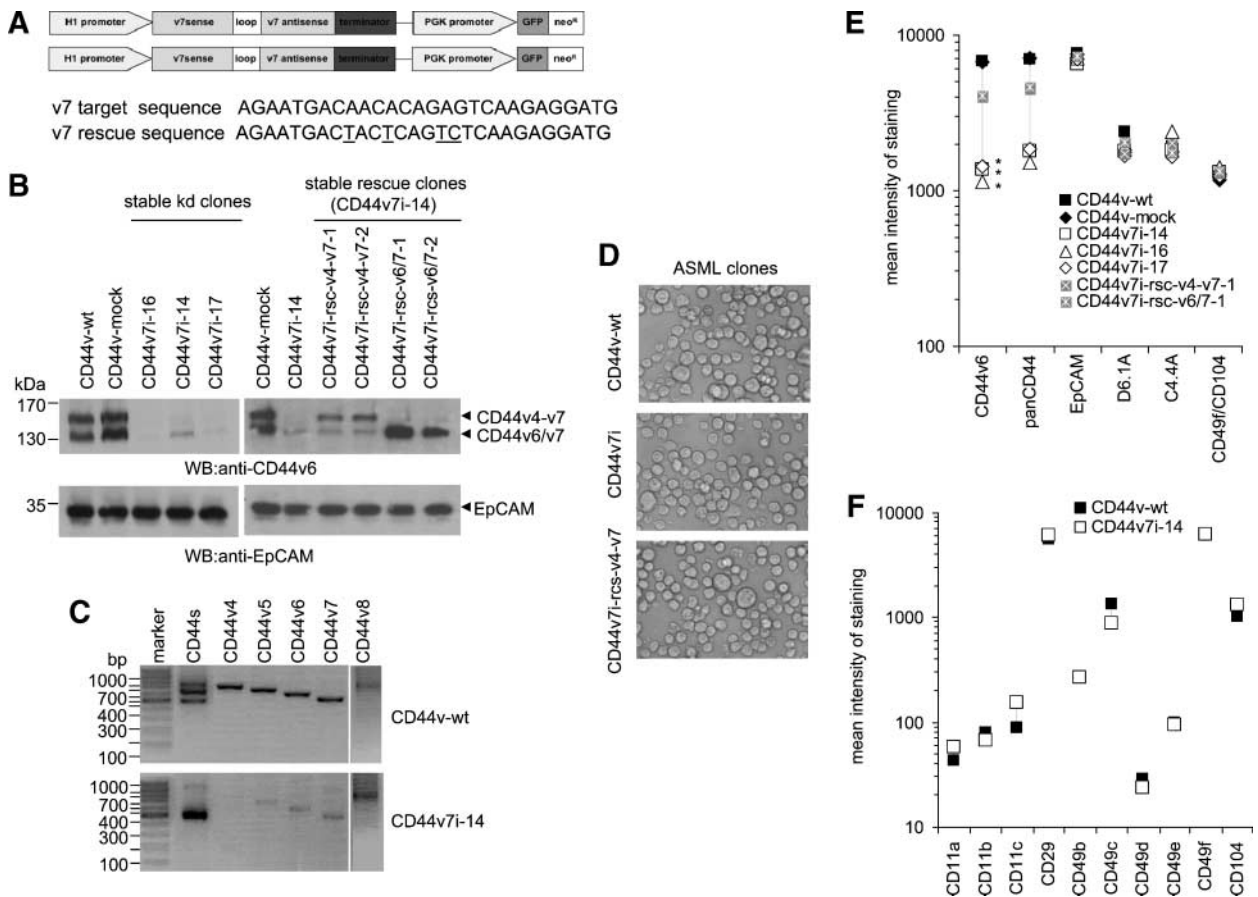 A
H1 promoter v7sense loop v7 antisense terminator PGK promoter GFP neoR
H1 promoter v7sense loop v7 antisense terminator PGK promoter GFP neoR
v7 target sequence AGAATGACAACACAGAGTCAAGAGGATG
v7 rescue sequence AGAATGACTACTCAGTCTCAAGAGGATG
B
stable kd clones
stable rescue clones
(CD44v7i-14)
CD44v-wt
CD44v-mock
CD44v7i-16
CD44v7i-14
CD44v7i-17
CD44v-mock
CD44v7i-14
CD44v7i-rsc-v4-v7-1
CD44v7i-rsc-v4-v7-2
CD44v7i-rsc-v6/7-1
CD44v7i-rcs-v6/7-2
kDa
170
130
CD44v4-v7
CD44v6/v7
WB:anti-CD44v6
35
EpCAM
WB:anti-EpCAM
C
marker
CD44s
CD44v4
CD44v5
CD44v6
CD44v7
CD44v8
bp
1000
700
400
300
100
CD44v-wt
1000
700
400
300
100
CD44v7i-14
D
ASML clones
CD44v-wt
CD44v7i
CD44v7i-rcs-v4-v7
E
mean intensity of staining
10000
1000
100
* * *
CD44v-wt
CD44v-mock
CD44v7i-14
CD44v7i-16
CD44v7i-17
CD44v7i-rsc-v4-v7-1
CD44v7i-rsc-v6/7-1
CD44v6
panCD44
EpCAM
D6.1A
C4.4A
CD49f/CD104
F
mean intensity of staining
10000
1000
100
10
CD44v-wt
CD44v7i-14
CD11a
CD11b
CD11c
CD29
CD49b
CD49c
CD49d
CD49e
CD49f
CD104